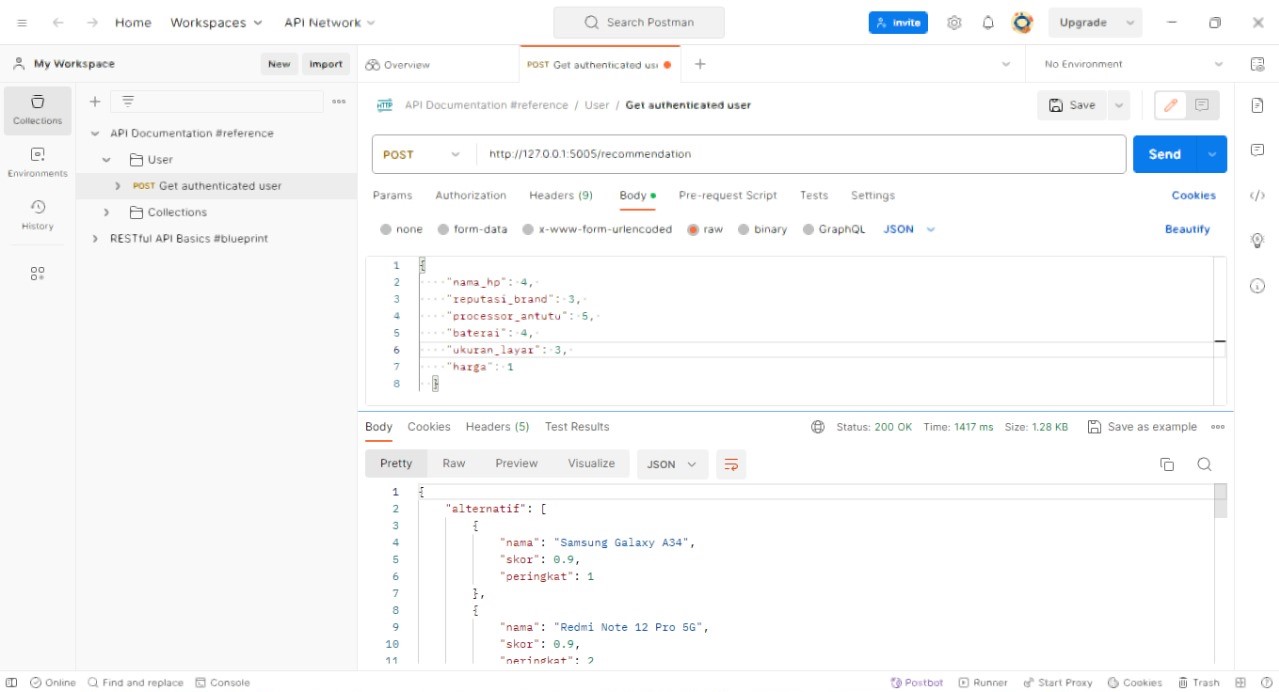 Home Workspaces API Network Search Postman Invite Upgrade
My Workspace New Import Overview POST Get authenticated us No Environment
Collections
Environments
History
API Documentation #reference
User
POST Get authenticated user
Collections
RESTful API Basics #blueprint
HTTP API Documentation #reference / User / Get authenticated user Save
POST http://127.0.0.1:5005/recommendation Send
Params Authorization Headers (9) Body Pre-request Script Tests Settings Cookies
none form-data x-www-form-urlencoded raw binary GraphQL JSON Beautify
1 {
2 "nama_hp": 4,
3 "reputasi_brand": 3,
4 "processor_antutu": 5,
5 "baterai": 4,
6 "ukuran_layar": 3,
7 "harga": 1
8 }
Body Cookies Headers (5) Test Results Status: 200 OK Time: 1417 ms Size: 1.28 KB Save as example
Pretty Raw Preview Visualize JSON
1 {
2 "alternatif": [
3 {
4 "nama": "Samsung Galaxy A34",
5 "skor": 0.9,
6 "peringkat": 1
7 },
8 {
9 "nama": "Redmi Note 12 Pro 5G",
10 "skor": 0.9,
11 "peringkat": 2
Online Find and replace Console Postbot Runner Start Proxy Cookies Trash